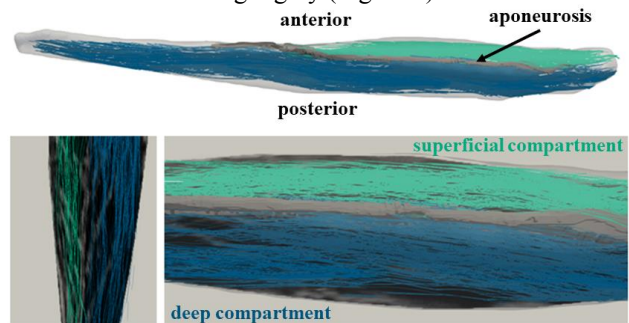 anterior
aponeurosis
posterior
superficial compartment
deep compartment